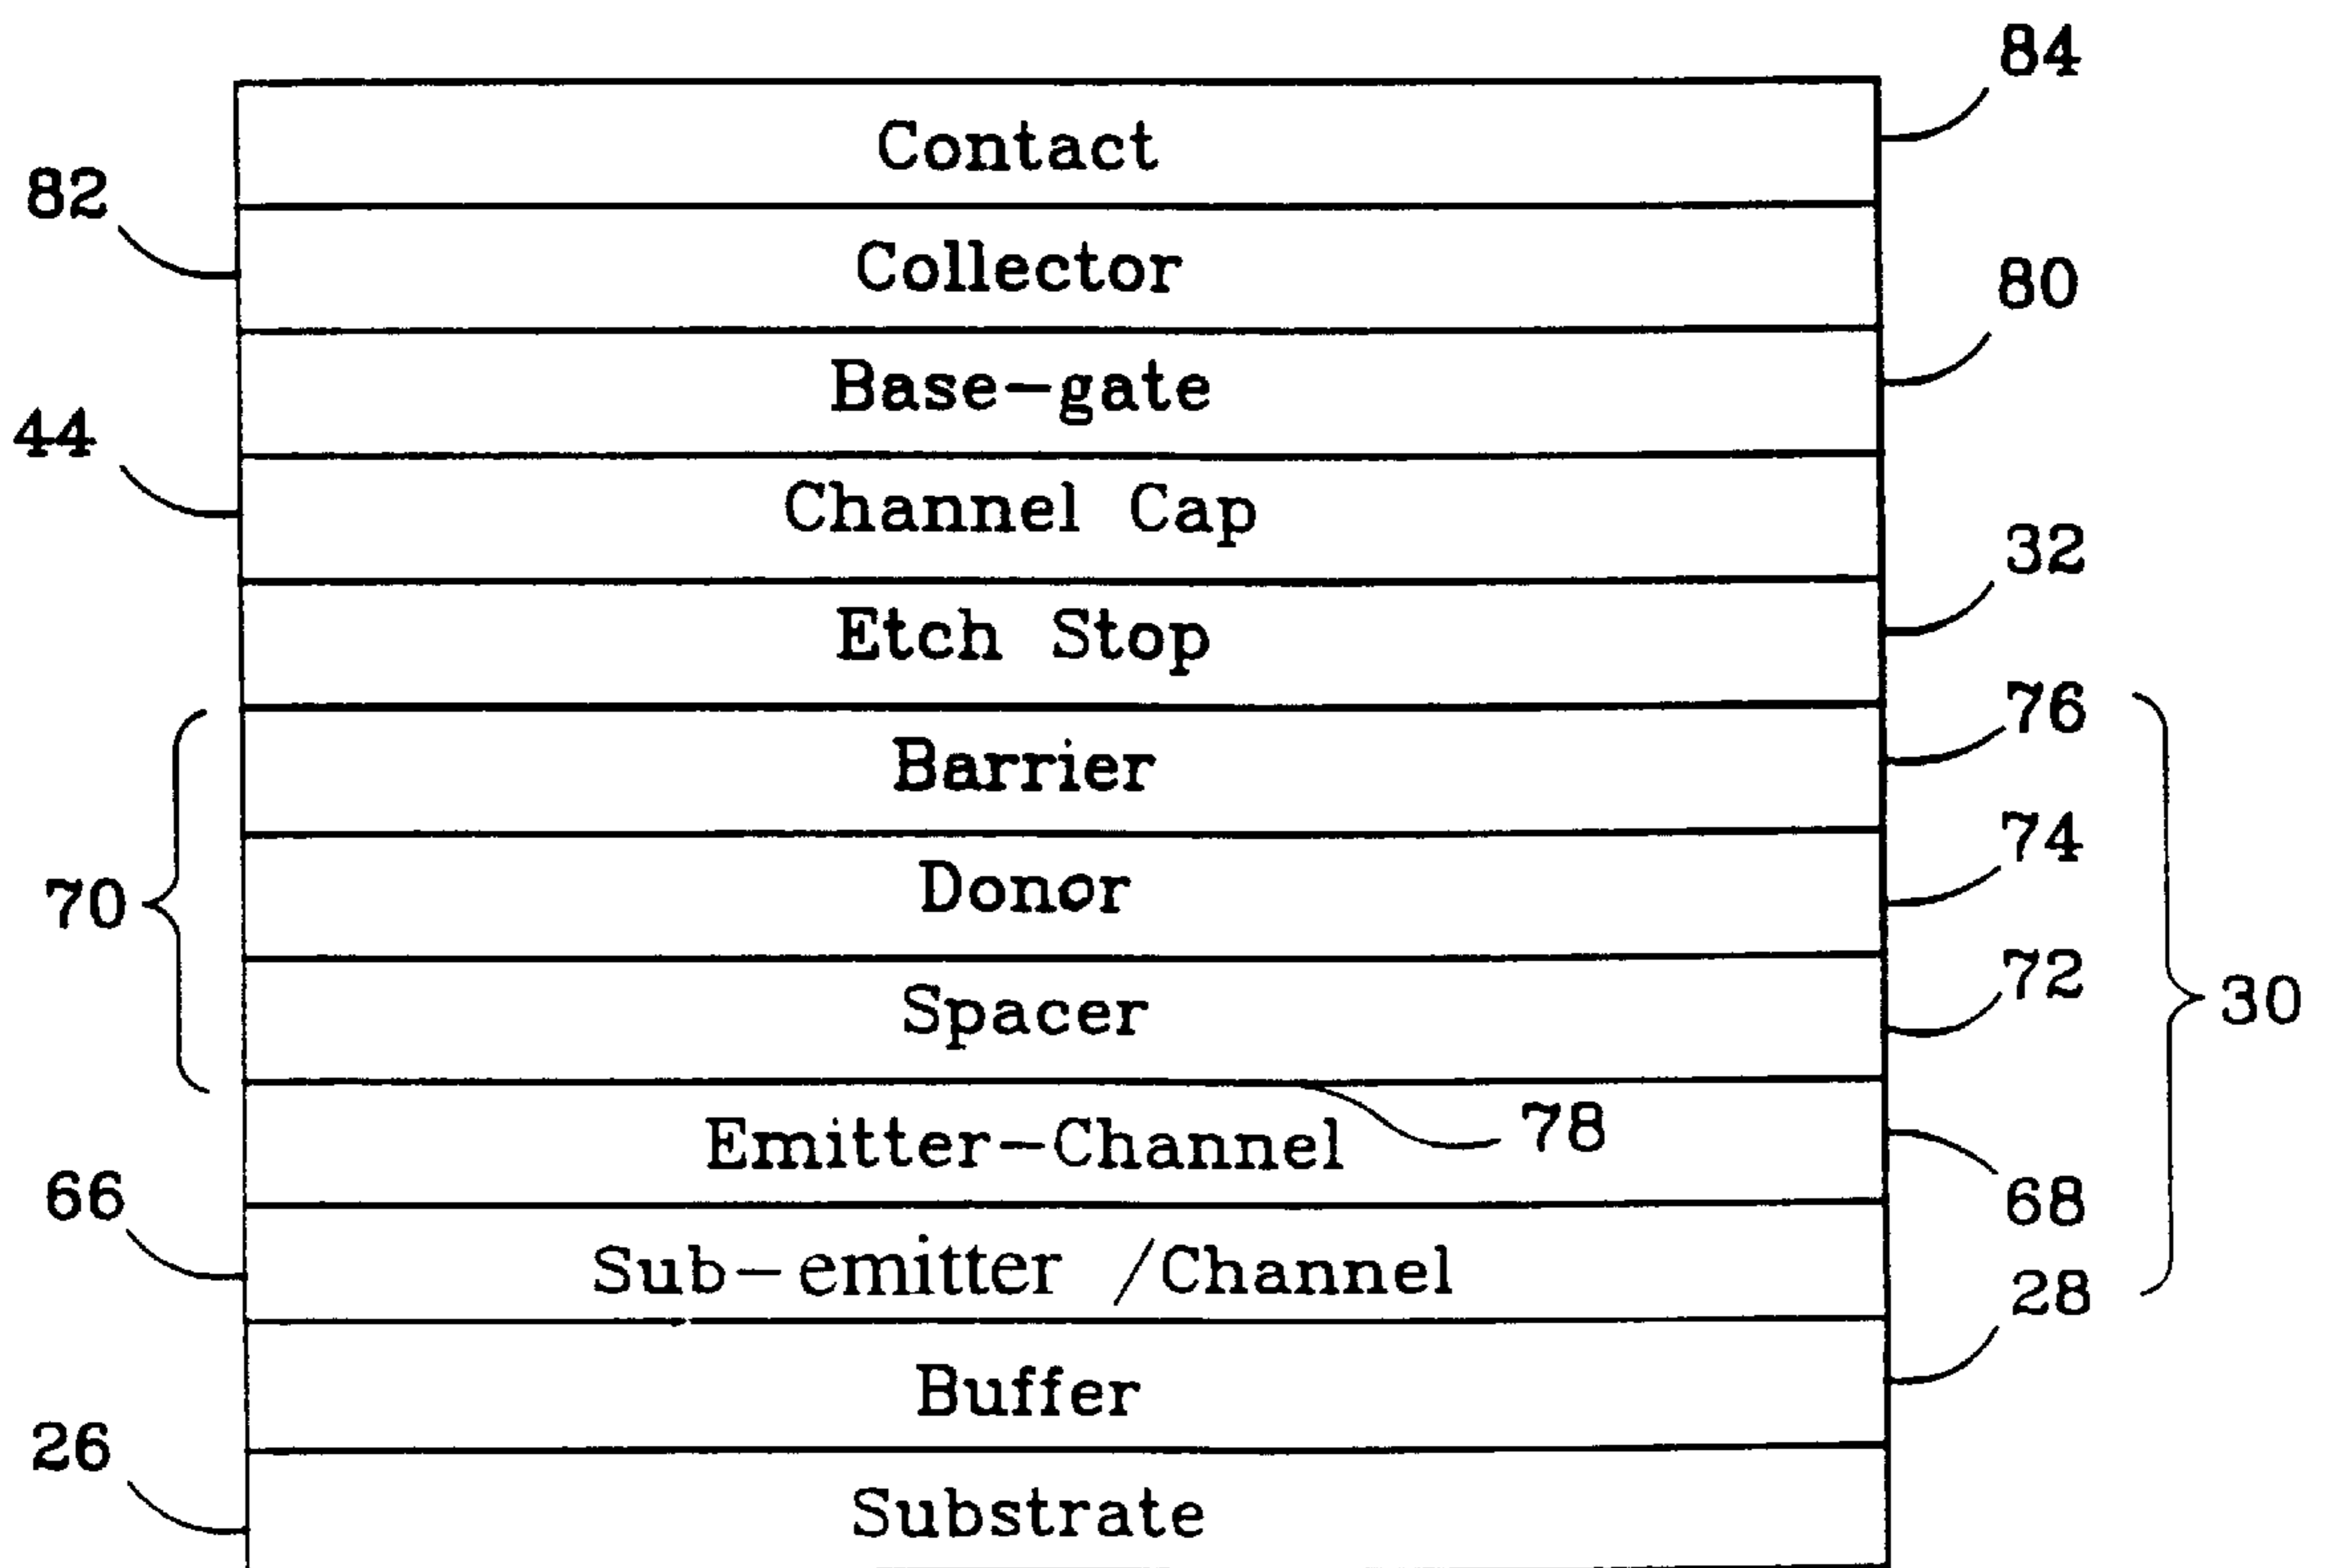 84
Contact
82
Collector
80
Base-gate
44
Channel Cap
32
Etch Stop
76
Barrier
74
Donor
70
72
Spacer
30
78
Emitter-Channel
68
66
Sub-emitter /Channel
28
Buffer
26
Substrate